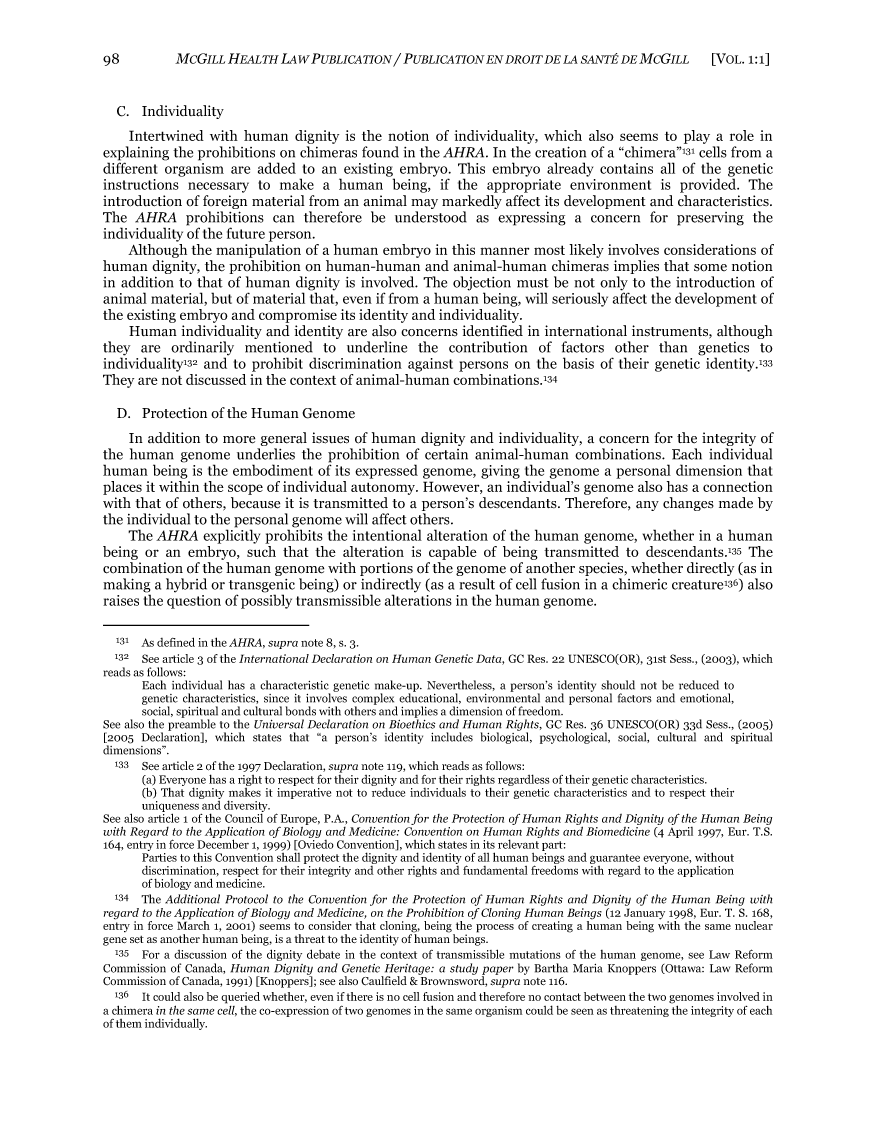 98 MCGILL HEALTH LAW PUBLICATION / PUBLICATION EN DROIT DE LA SANTÉ DE MCGILL [VOL. 1:1]
C. Individuality
Intertwined with human dignity is the notion of individuality, which also seems to play a role in
explaining the prohibitions on chimeras found in the AHRA. In the creation of a “chimera”131 cells from a
different organism are added to an existing embryo. This embryo already contains all of the genetic
instructions necessary to make a human being, if the appropriate environment is provided. The
introduction of foreign material from an animal may markedly affect its development and characteristics.
The AHRA prohibitions can therefore be understood as expressing a concern for preserving the
individuality of the future person.
Although the manipulation of a human embryo in this manner most likely involves considerations of
human dignity, the prohibition on human-human and animal-human chimeras implies that some notion
in addition to that of human dignity is involved. The objection must be not only to the introduction of
animal material, but of material that, even if from a human being, will seriously affect the development of
the existing embryo and compromise its identity and individuality.
Human individuality and identity are also concerns identified in international instruments, although
they are ordinarily mentioned to underline the contribution of factors other than genetics to
individuality132 and to prohibit discrimination against persons on the basis of their genetic identity.133
They are not discussed in the context of animal-human combinations.134
D. Protection of the Human Genome
In addition to more general issues of human dignity and individuality, a concern for the integrity of
the human genome underlies the prohibition of certain animal-human combinations. Each individual
human being is the embodiment of its expressed genome, giving the genome a personal dimension that
places it within the scope of individual autonomy. However, an individual’s genome also has a connection
with that of others, because it is transmitted to a person’s descendants. Therefore, any changes made by
the individual to the personal genome will affect others.
The AHRA explicitly prohibits the intentional alteration of the human genome, whether in a human
being or an embryo, such that the alteration is capable of being transmitted to descendants.135 The
combination of the human genome with portions of the genome of another species, whether directly (as in
making a hybrid or transgenic being) or indirectly (as a result of cell fusion in a chimeric creature136) also
raises the question of possibly transmissible alterations in the human genome.
131 As defined in the AHRA, supra note 8, s. 3.
132 See article 3 of the International Declaration on Human Genetic Data, GC Res. 22 UNESCO(OR), 31st Sess., (2003), which
reads as follows:
Each individual has a characteristic genetic make-up. Nevertheless, a person’s identity should not be reduced to
genetic characteristics, since it involves complex educational, environmental and personal factors and emotional,
social, spiritual and cultural bonds with others and implies a dimension of freedom.
See also the preamble to the Universal Declaration on Bioethics and Human Rights, GC Res. 36 UNESCO(OR) 33d Sess., (2005)
[2005 Declaration], which states that “a person’s identity includes biological, psychological, social, cultural and spiritual
dimensions”.
133 See article 2 of the 1997 Declaration, supra note 119, which reads as follows:
(a) Everyone has a right to respect for their dignity and for their rights regardless of their genetic characteristics.
(b) That dignity makes it imperative not to reduce individuals to their genetic characteristics and to respect their
uniqueness and diversity.
See also article 1 of the Council of Europe, P.A., Convention for the Protection of Human Rights and Dignity of the Human Being
with Regard to the Application of Biology and Medicine: Convention on Human Rights and Biomedicine (4 April 1997, Eur. T.S.
164, entry in force December 1, 1999) [Oviedo Convention], which states in its relevant part:
Parties to this Convention shall protect the dignity and identity of all human beings and guarantee everyone, without
discrimination, respect for their integrity and other rights and fundamental freedoms with regard to the application
of biology and medicine.
134 The Additional Protocol to the Convention for the Protection of Human Rights and Dignity of the Human Being with
regard to the Application of Biology and Medicine, on the Prohibition of Cloning Human Beings (12 January 1998, Eur. T. S. 168,
entry in force March 1, 2001) seems to consider that cloning, being the process of creating a human being with the same nuclear
gene set as another human being, is a threat to the identity of human beings.
135 For a discussion of the dignity debate in the context of transmissible mutations of the human genome, see Law Reform
Commission of Canada, Human Dignity and Genetic Heritage: a study paper by Bartha Maria Knoppers (Ottawa: Law Reform
Commission of Canada, 1991) [Knoppers]; see also Caulfield & Brownsword, supra note 116.
136 It could also be queried whether, even if there is no cell fusion and therefore no contact between the two genomes involved in
a chimera in the same cell, the co-expression of two genomes in the same organism could be seen as threatening the integrity of each
of them individually.